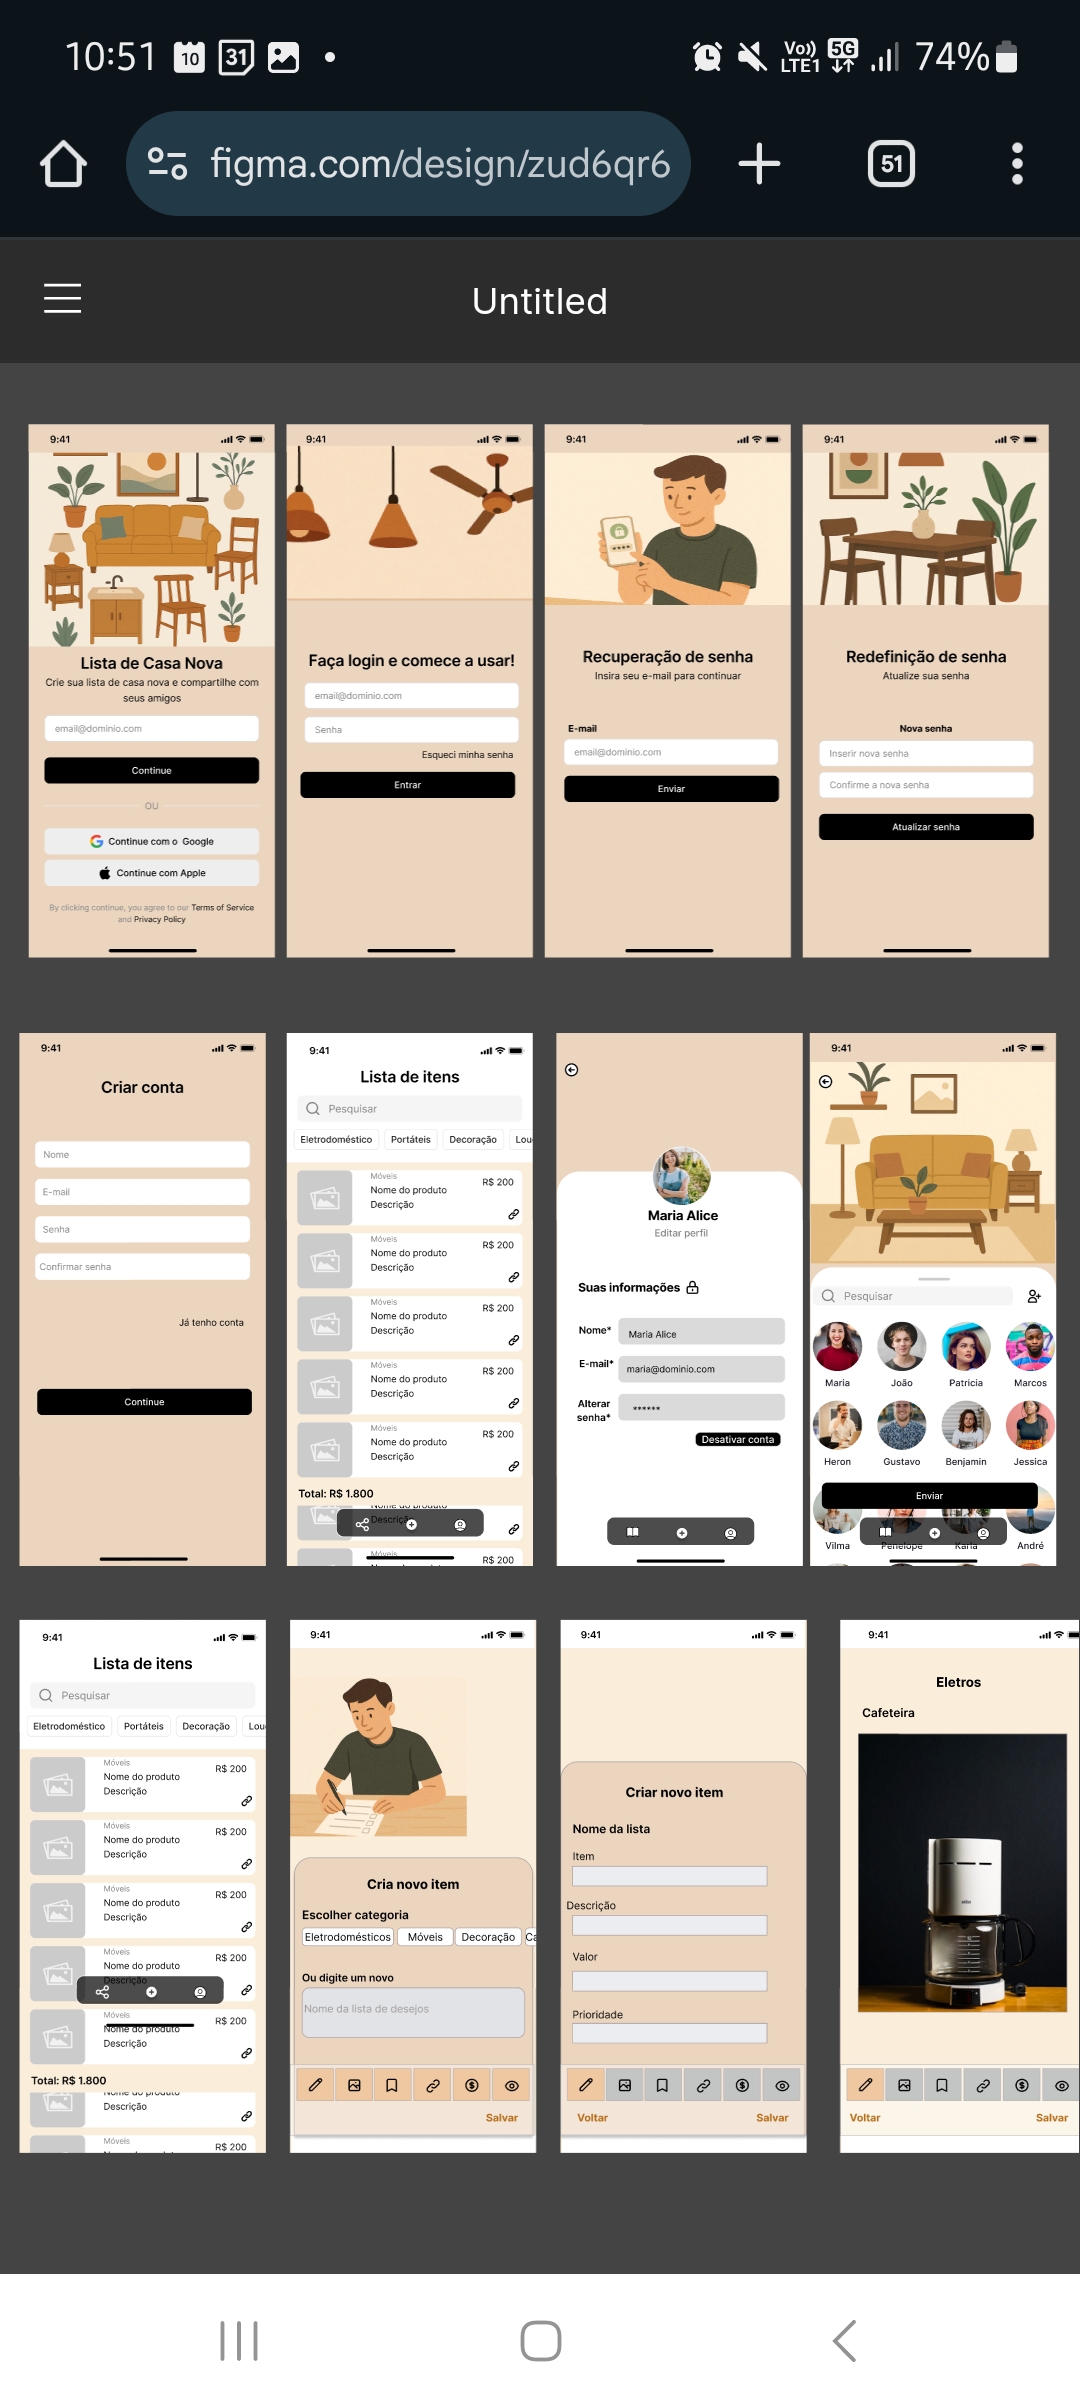 10:51
10
31
Vo))
LTE1
5G
74%
figma.com/design/zud6qr6
51
Untitled
9:41
Lista de Casa Nova
Crie sua lista de casa nova e compartilhe com
seus amigos
email@dominio.com
Continue
OU
Continue com o Google
Continue com Apple
By clicking continue, you agree to our Terms of Service
and Privacy Policy
9:41
Faça login e comece a usar!
email@dominio.com
Senha
Esqueci minha senha
Entrar
9:41
Recuperação de senha
Insira seu e-mail para continuar
E-mail
email@dominio.com
Enviar
9:41
Redefinição de senha
Atualize sua senha
Nova senha
Inserir nova senha
Confirme a nova senha
Atualizar senha
9:41
Criar conta
Nome
E-mail
Senha
Confirmar senha
Já tenho conta
Continue
9:41
Lista de itens
Pesquisar
Eletrodoméstico Portáteis Decoração Lou
Móveis
Nome do produto R$ 200
Descrição
Móveis
Nome do produto R$ 200
Descrição
Móveis
Nome do produto R$ 200
Descrição
Móveis
Nome do produto R$ 200
Descrição
Móveis
Nome do produto R$ 200
Descrição
Total: R$ 1.800
Nome do produto
Descrição
Móveis
R$ 200
Maria Alice
Editar perfil
Suas informações
Nome* Maria Alice
E-mail* maria@dominio.com
Alterar
senha* ******
Desativar conta
9:41
Pesquisar
Maria João Patricia Marcos
Heron Gustavo Benjamin Jessica
Enviar
Vilma Penelope Karla André
9:41
Lista de itens
Pesquisar
Eletrodoméstico Portáteis Decoração Lou
Móveis
Nome do produto R$ 200
Descrição
Móveis
Nome do produto R$ 200
Descrição
Móveis
Nome do produto R$ 200
Descrição
Móveis
Nome do produto R$ 200
Descrição
Móveis
Nome do produto R$ 200
Descrição
Total: R$ 1.800
Nome do produto
Descrição
Móveis
R$ 200
9:41
Cria novo item
Escolher categoria
Eletrodomésticos Móveis Decoração Ca
Ou digite um novo
Nome da lista de desejos
Salvar
9:41
Criar novo item
Nome da lista
Item
Descrição
Valor
Prioridade
Voltar Salvar
9:41
Eletros
Cafeteira
Voltar Salvar